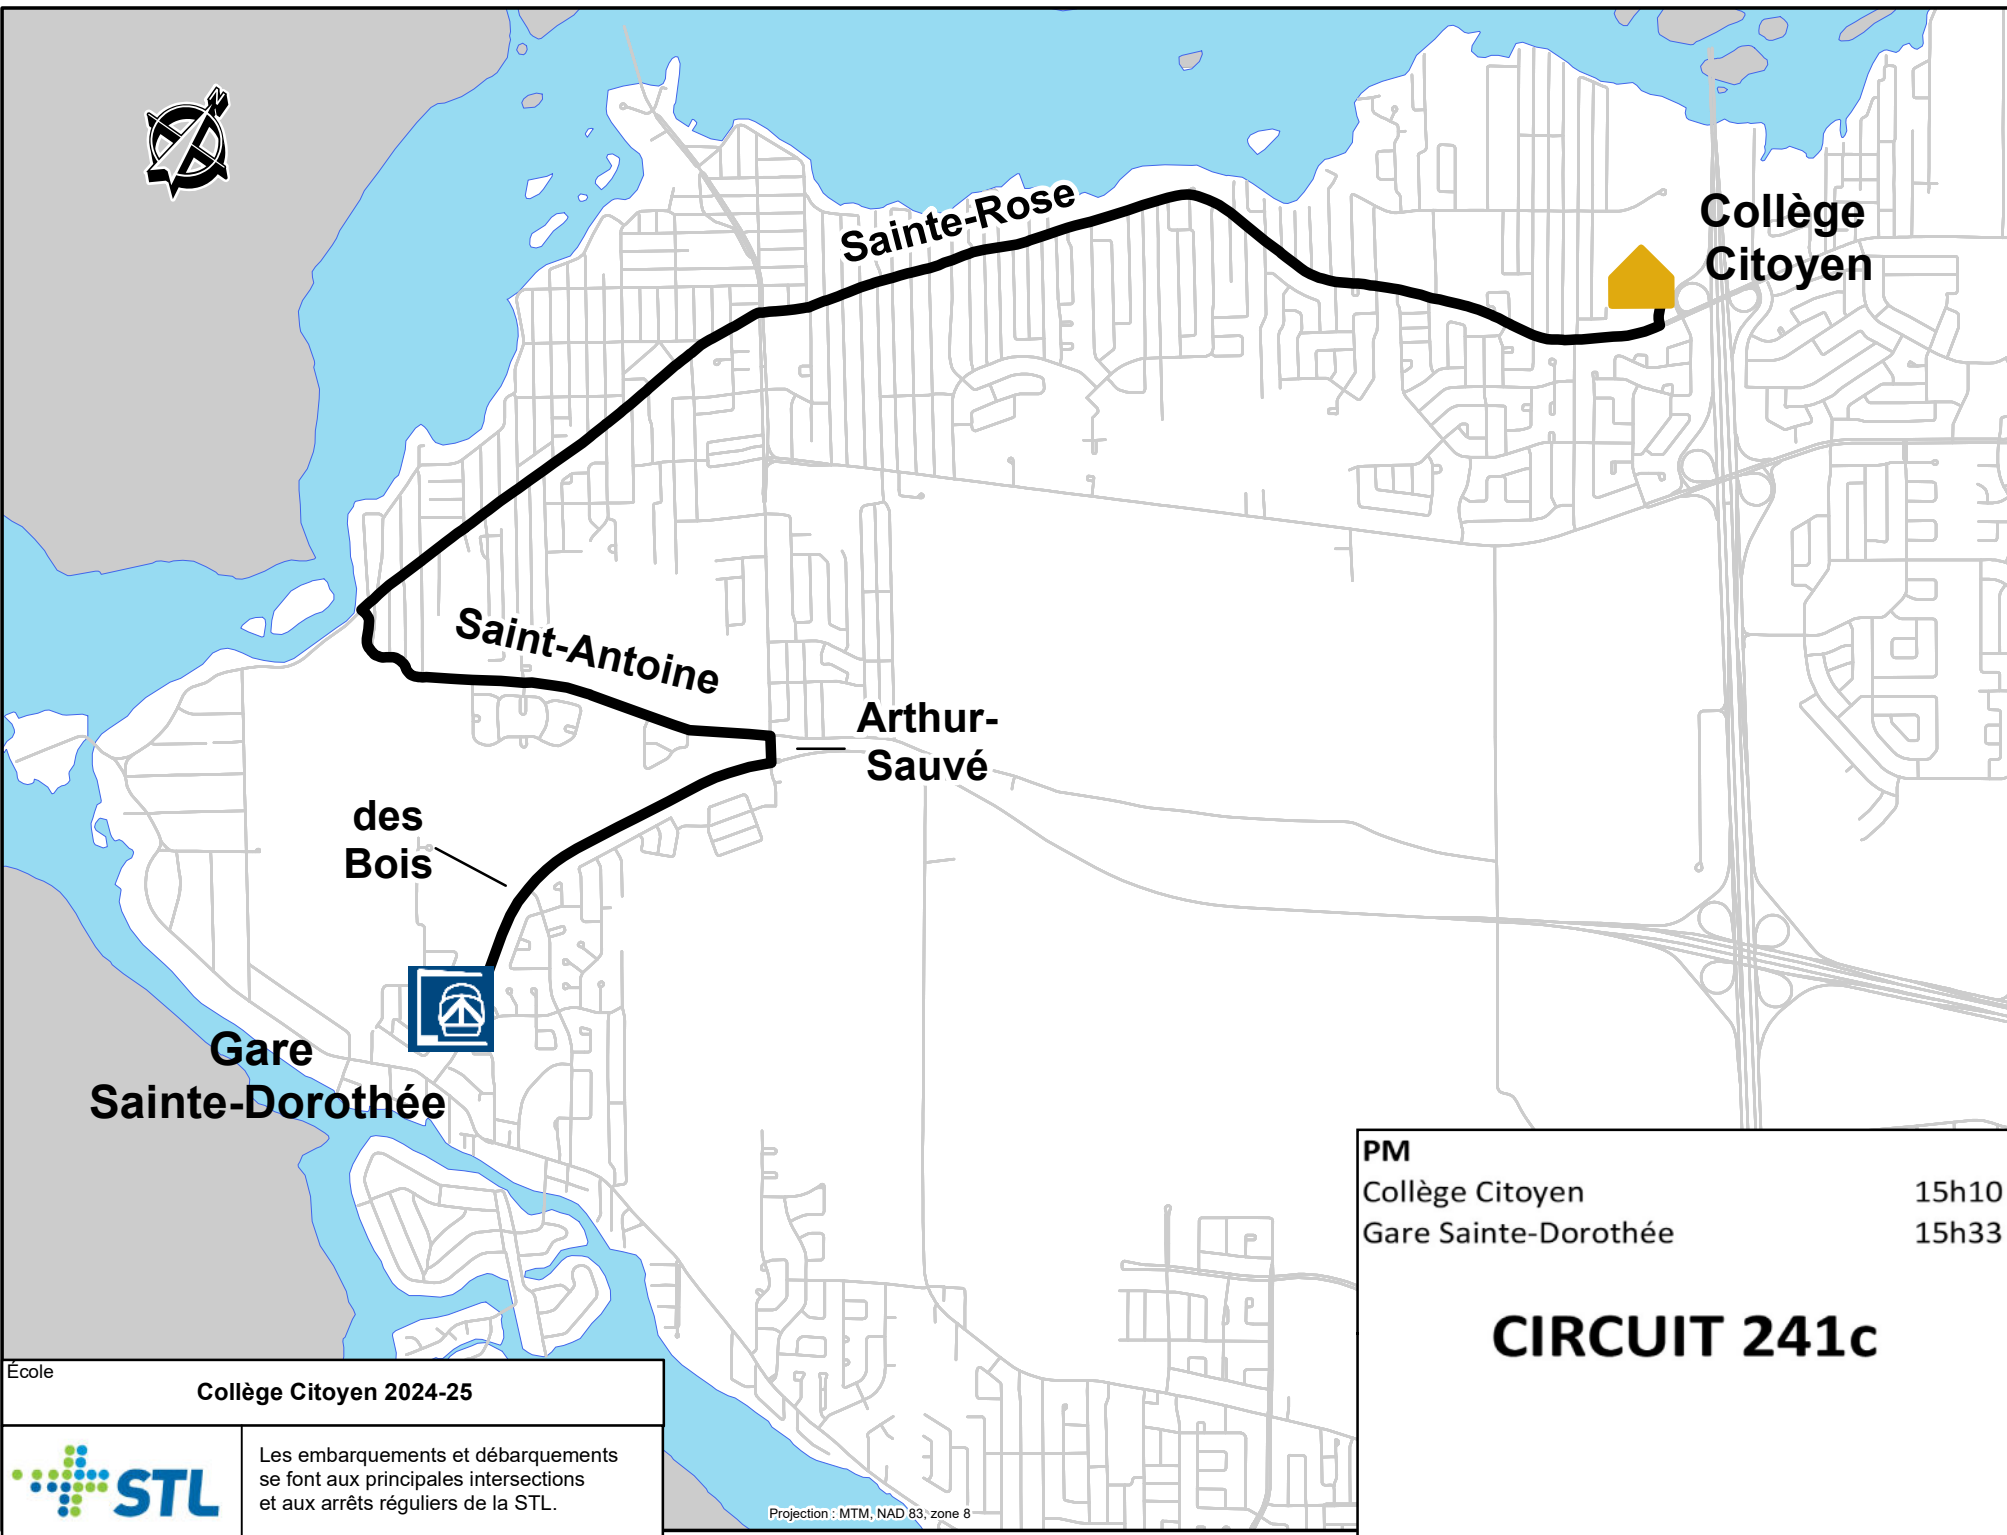 N
Sainte-Rose
Collège
Citoyen
Saint-Antoine
Arthur-
Sauvé
des
Bois
Gare
Sainte-Dorothée
PM
Collège Citoyen 15h10
Gare Sainte-Dorothée 15h33
CIRCUIT 241c
École
Collège Citoyen 2024-25
STL
Les embarquements et débarquements
se font aux principales intersections
et aux arrêts réguliers de la STL.
Projection : MTM, NAD 83, zone 8